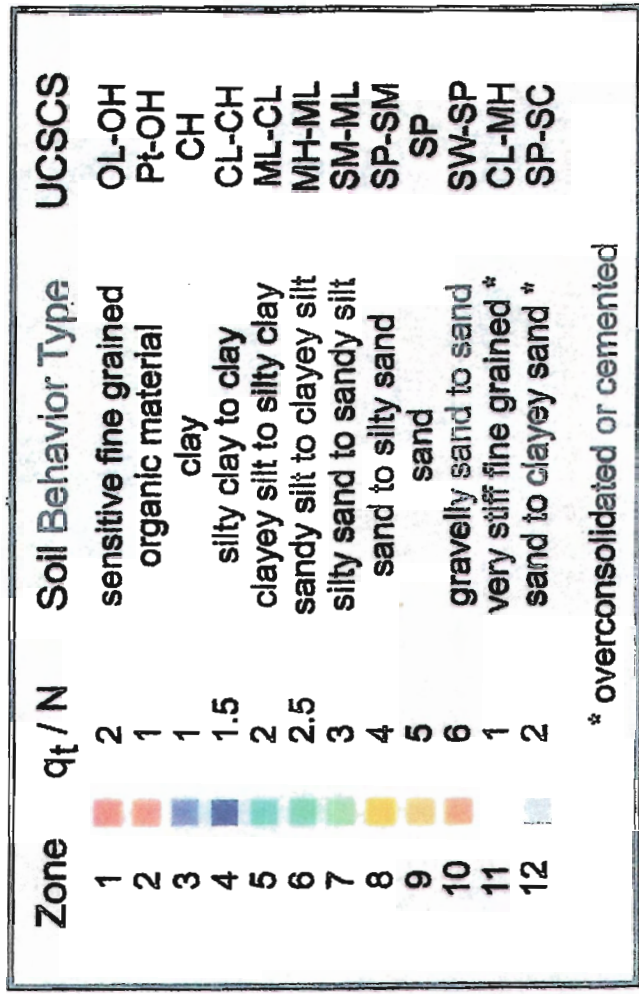 Zone qt / N Soil Behavior Type UCSCS
1 2 sensitive fine grained OL-OH
2 1 organic material Pt-OH
3 1 clay CH
4 1.5 silty clay to clay CL-CH
5 2 clayey silt to silty clay ML-CL
6 2.5 sandy silt to clayey silt MH-ML
7 3 silty sand to sandy silt SM-ML
8 4 sand to silty sand SP-SM
9 5 sand SP
10 6 gravelly sand to sand SW-SP
11 1 very stiff fine grained * CL-MH
12 2 sand to clayey sand * SP-SC
* overconsolidated or cemented